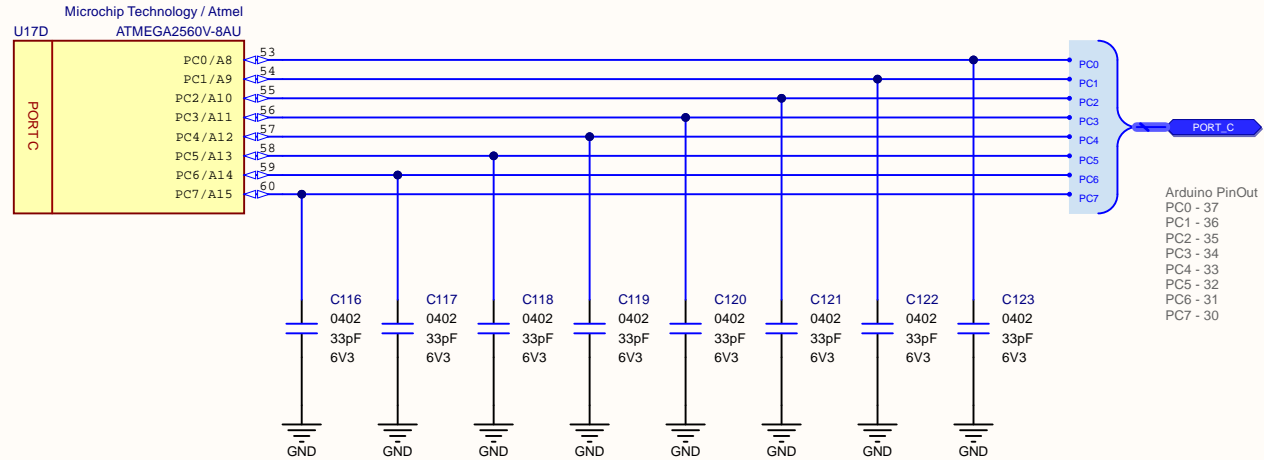 Microchip Technology / Atmel
U17D ATMEGA2560V-8AU
PORT C
PC0/A8 53
PC1/A9 54
PC2/A10 55
PC3/A11 56
PC4/A12 57
PC5/A13 58
PC6/A14 59
PC7/A15 60
PC0
PC1
PC2
PC3
PC4
PC5
PC6
PC7
PORT_C
Arduino PinOut
PC0 - 37
PC1 - 36
PC2 - 35
PC3 - 34
PC4 - 33
PC5 - 32
PC6 - 31
PC7 - 30
C116 C117 C118 C119 C120 C121 C122 C123
0402 0402 0402 0402 0402 0402 0402 0402
33pF 33pF 33pF 33pF 33pF 33pF 33pF 33pF
6V3 6V3 6V3 6V3 6V3 6V3 6V3 6V3
GND GND GND GND GND GND GND GND